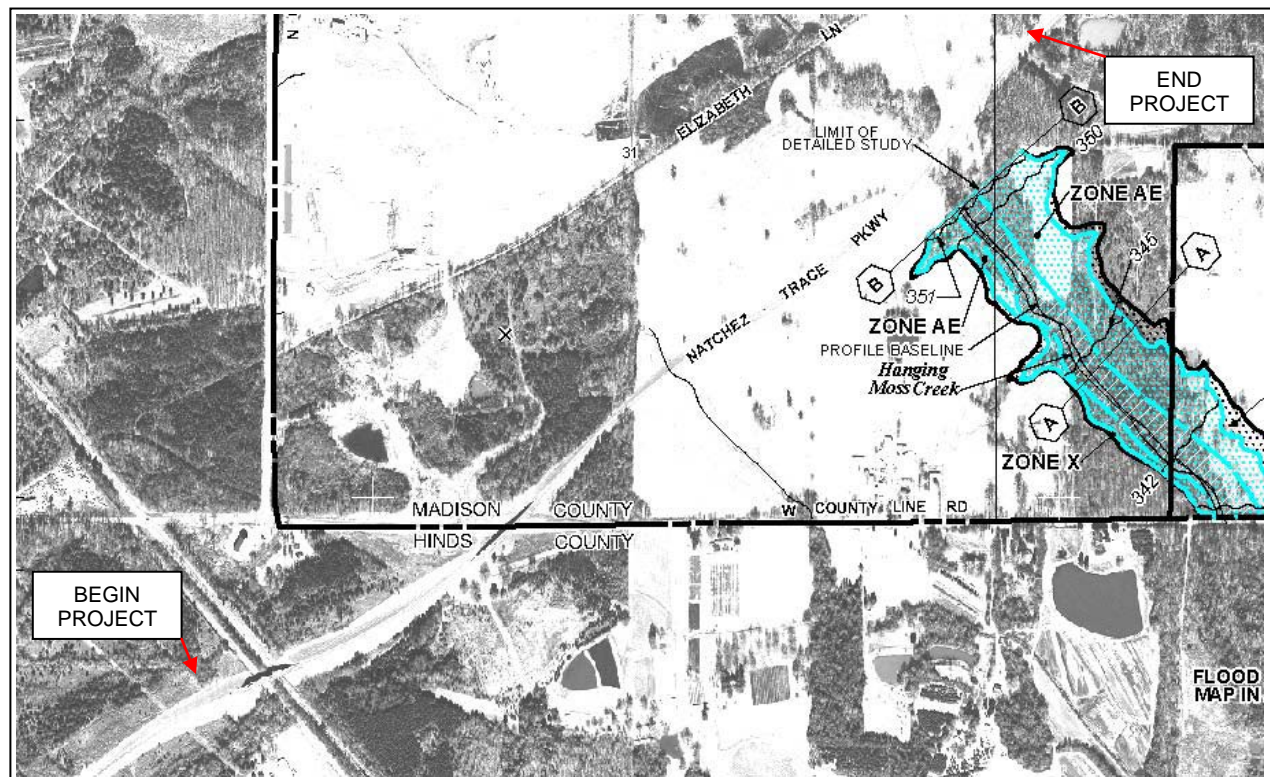 Z
ELIZABETH LN
31
END
PROJECT
B
360
LIMIT OF
DETAILED STUDY
ZONE AE
345
A
NATCHEZ TRACE PKWY
B
351
ZONE AE
PROFILE BASELINE
Hanging
Moss Creek
A
ZONE X
342
W COUNTY LINE RD
MADISON COUNTY
HINDS COUNTY
BEGIN
PROJECT
FLOOD
MAP IN